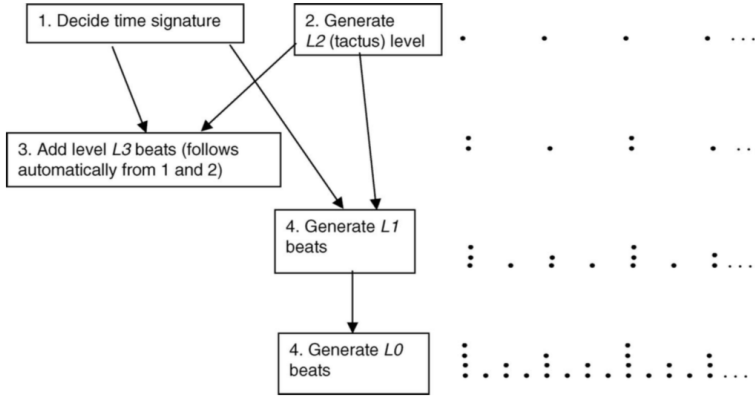 1. Decide time signature
2. Generate
L2 (tactus) level
3. Add level L3 beats (follows
automatically from 1 and 2)
4. Generate L1
beats
4. Generate L0
beats